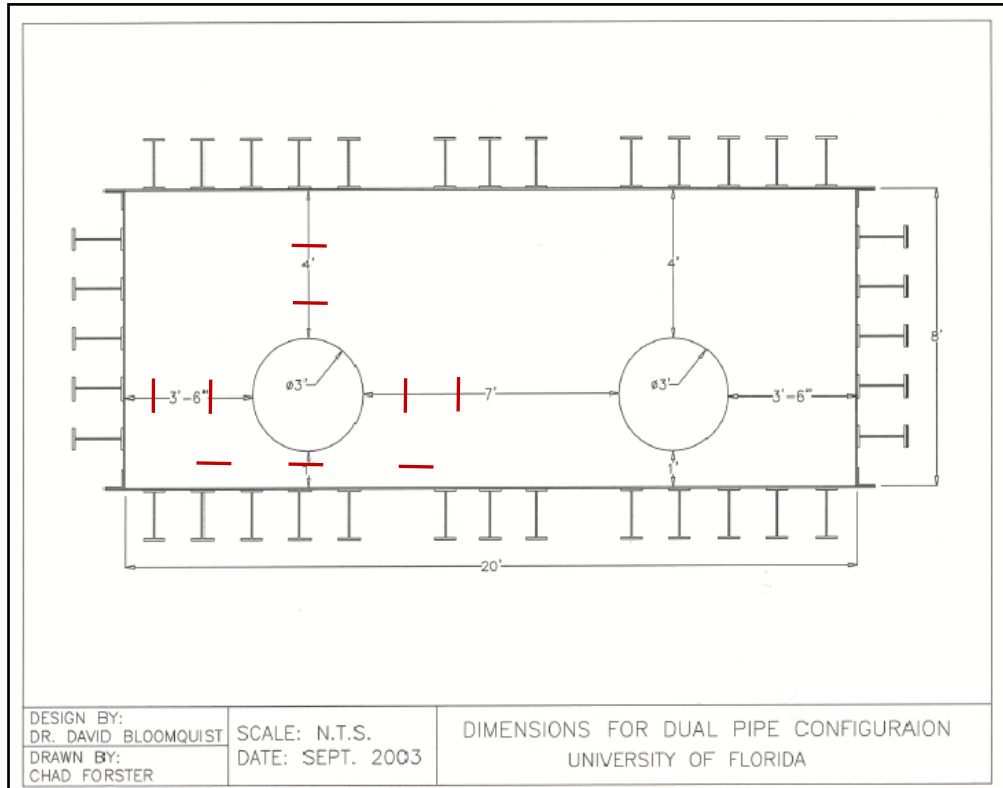 4'
4'
8'
ø3"
ø3'
3'-6"'
7'
3'-6"'
1'
20'
DESIGN BY:
DR. DAVID BLOOMQUIST
DRAWN BY:
CHAD FORSTER
SCALE: N.T.S.
DATE: SEPT. 2003
DIMENSIONS FOR DUAL PIPE CONFIGURAION
UNIVERSITY OF FLORIDA